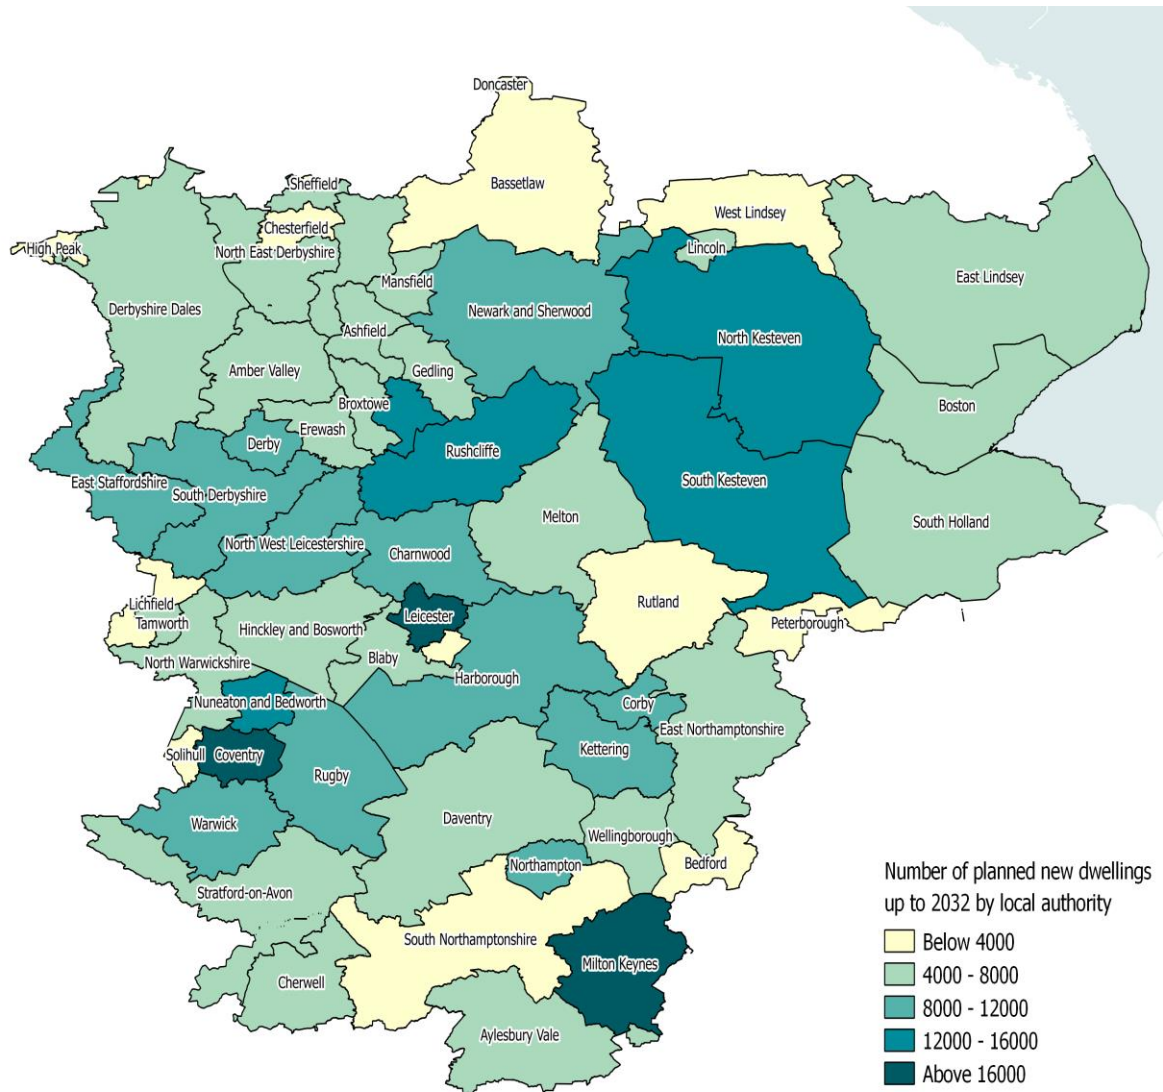 Doncaster
Bassetlaw
Sheffield
Chesterfield
West Lindsey
High Peak
North East Derbyshire
Lincoln
East Lindsey
Mansfield
Derbyshire Dales
Newark and Sherwood
Ashfield
North Kesteven
Amber Valley
Gedling
Broxtowe
Boston
Erewash
Derby
Rushcliffe
East Staffordshire
South Derbyshire
South Kesteven
Melton
South Holland
North West Leicestershire
Charnwood
Lichfield
Rutland
Leicester
Tamworth
Hinckley and Bosworth
Peterborough
Blaby
North Warwickshire
Harborough
Nuneaton and Bedworth
Corby
East Northamptonshire
Solihull
Coventry
Kettering
Rugby
Daventry
Warwick
Wellingborough
Northampton
Bedford
Stratford-on-Avon
South Northamptonshire
Milton Keynes
Cherwell
Aylesbury Vale
Number of planned new dwellings
up to 2032 by local authority
Below 4000
4000 - 8000
8000 - 12000
12000 - 16000
Above 16000